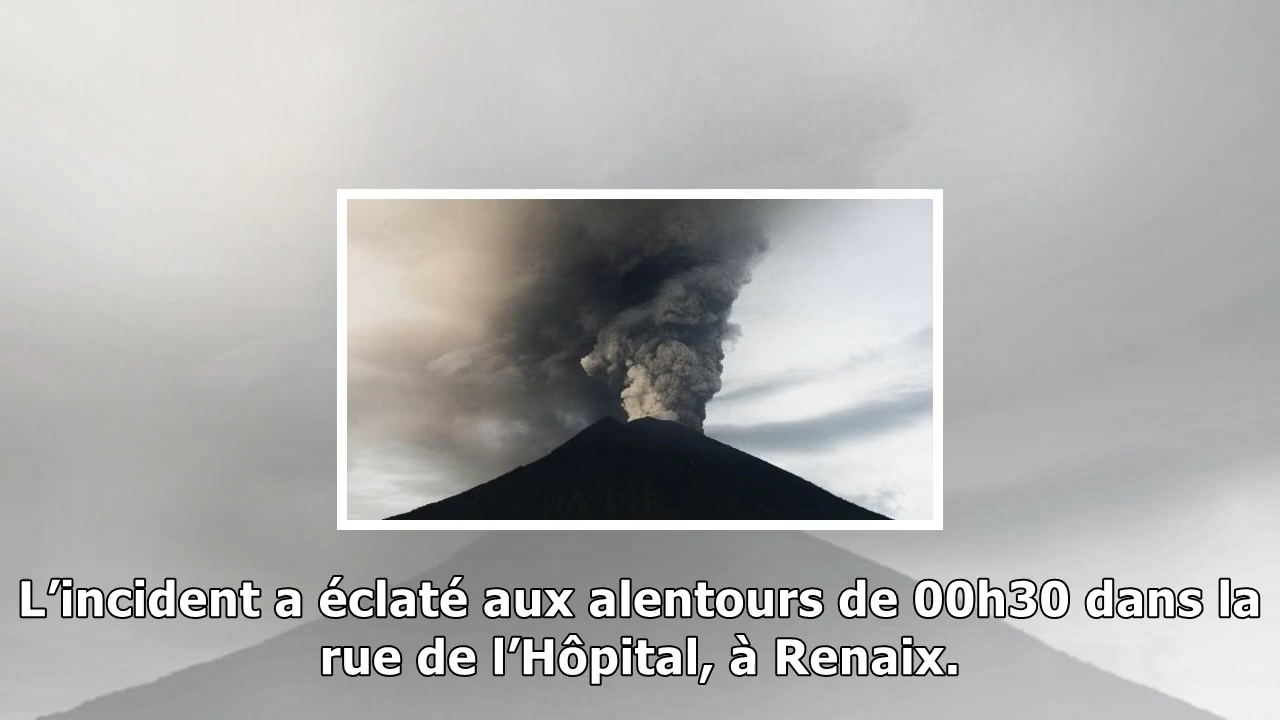 L’incident a éclaté aux alentours de 00h30 dans la
rue de l’Hôpital, à Renaix.